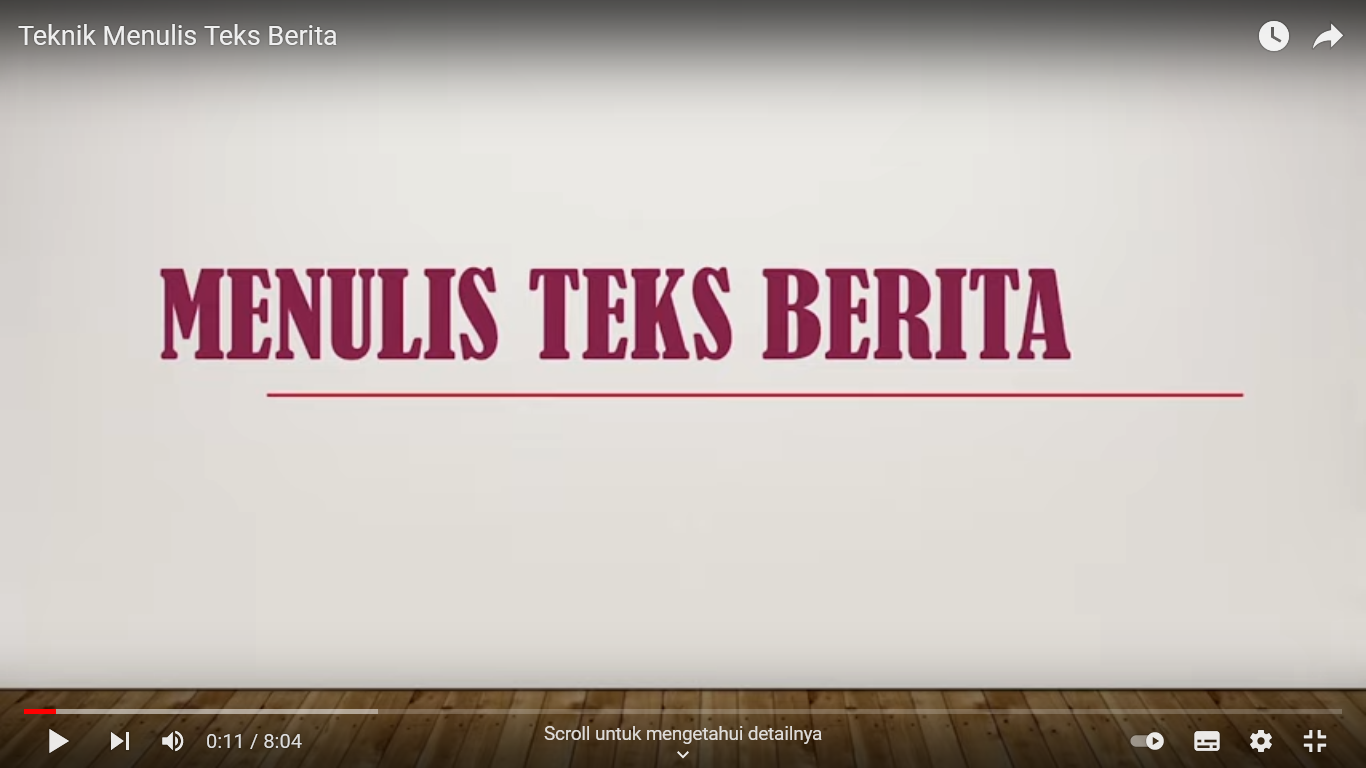 Teknik Menulis Teks Berita
MENULIS TEKS BERITA
0:11 / 8:04
Scroll untuk mengetahui detailnya